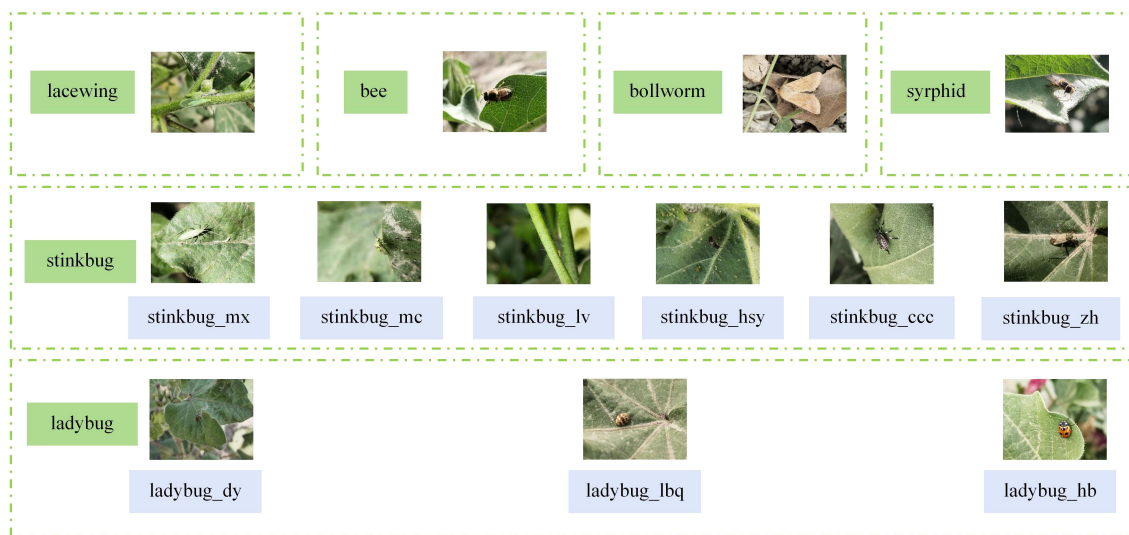 lacewing
bee
bollworm
syrphid
stinkbug
stinkbug_mx
stinkbug_mc
stinkbug_lv
stinkbug_hsy
stinkbug_ccc
stinkbug_zh
ladybug
ladybug_dy
ladybug_lbq
ladybug_hb